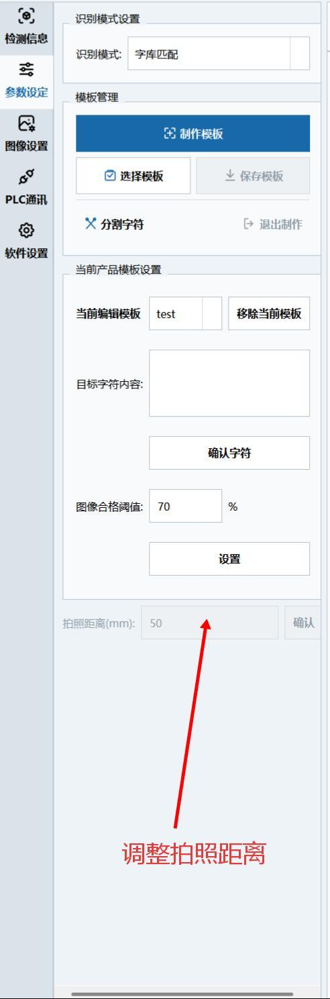 检测信息
参数设定
图像设置
PLC通讯
软件设置
识别模式设置
识别模式: 字库匹配
模板管理
制作模板
选择模板 保存模板
分割字符 退出制作
当前产品模板设置
当前编辑模板 test 移除当前模板
目标字符内容:
确认字符
图像合格阈值: 70 %
设置
拍照距离(mm): 50 确认
调整拍照距离